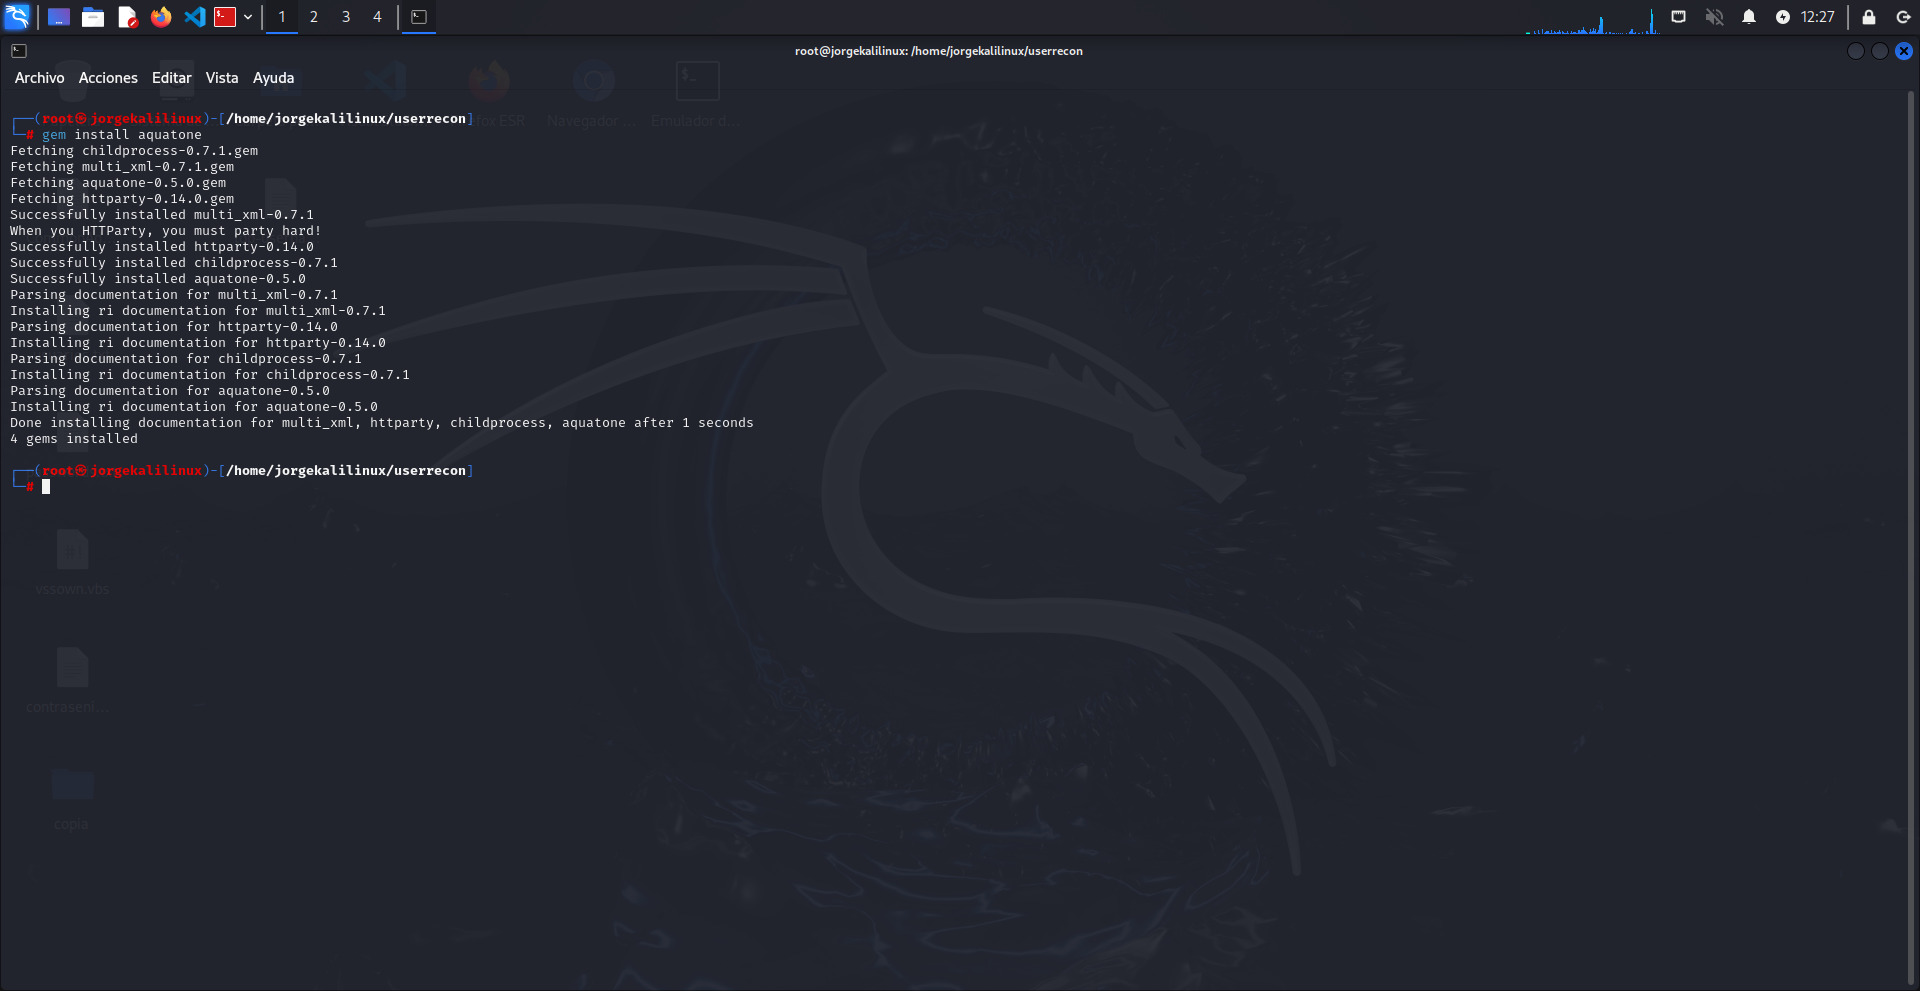 1 2 3 4
12:27
root@jorgekalilinux: /home/jorgekalilinux/userrecon
Archivo Acciones Editar Vista Ayuda
fox ESR Navegador ... Emulador d...
┌──(root㉿jorgekalilinux)-[/home/jorgekalilinux/userrecon]
└─# gem install aquatone
Fetching childprocess-0.7.1.gem
Fetching multi_xml-0.7.1.gem
Fetching aquatone-0.5.0.gem
Fetching httparty-0.14.0.gem
Successfully installed multi_xml-0.7.1
When you HTTParty, you must party hard!
Successfully installed httparty-0.14.0
Successfully installed childprocess-0.7.1
Successfully installed aquatone-0.5.0
Parsing documentation for multi_xml-0.7.1
Installing ri documentation for multi_xml-0.7.1
Parsing documentation for httparty-0.14.0
Installing ri documentation for httparty-0.14.0
Parsing documentation for childprocess-0.7.1
Installing ri documentation for childprocess-0.7.1
Parsing documentation for aquatone-0.5.0
Installing ri documentation for aquatone-0.5.0
Done installing documentation for multi_xml, httparty, childprocess, aquatone after 1 seconds
4 gems installed
┌──(root㉿jorgekalilinux)-[/home/jorgekalilinux/userrecon]
└─#
vssown.vbs
contraseni...
copia